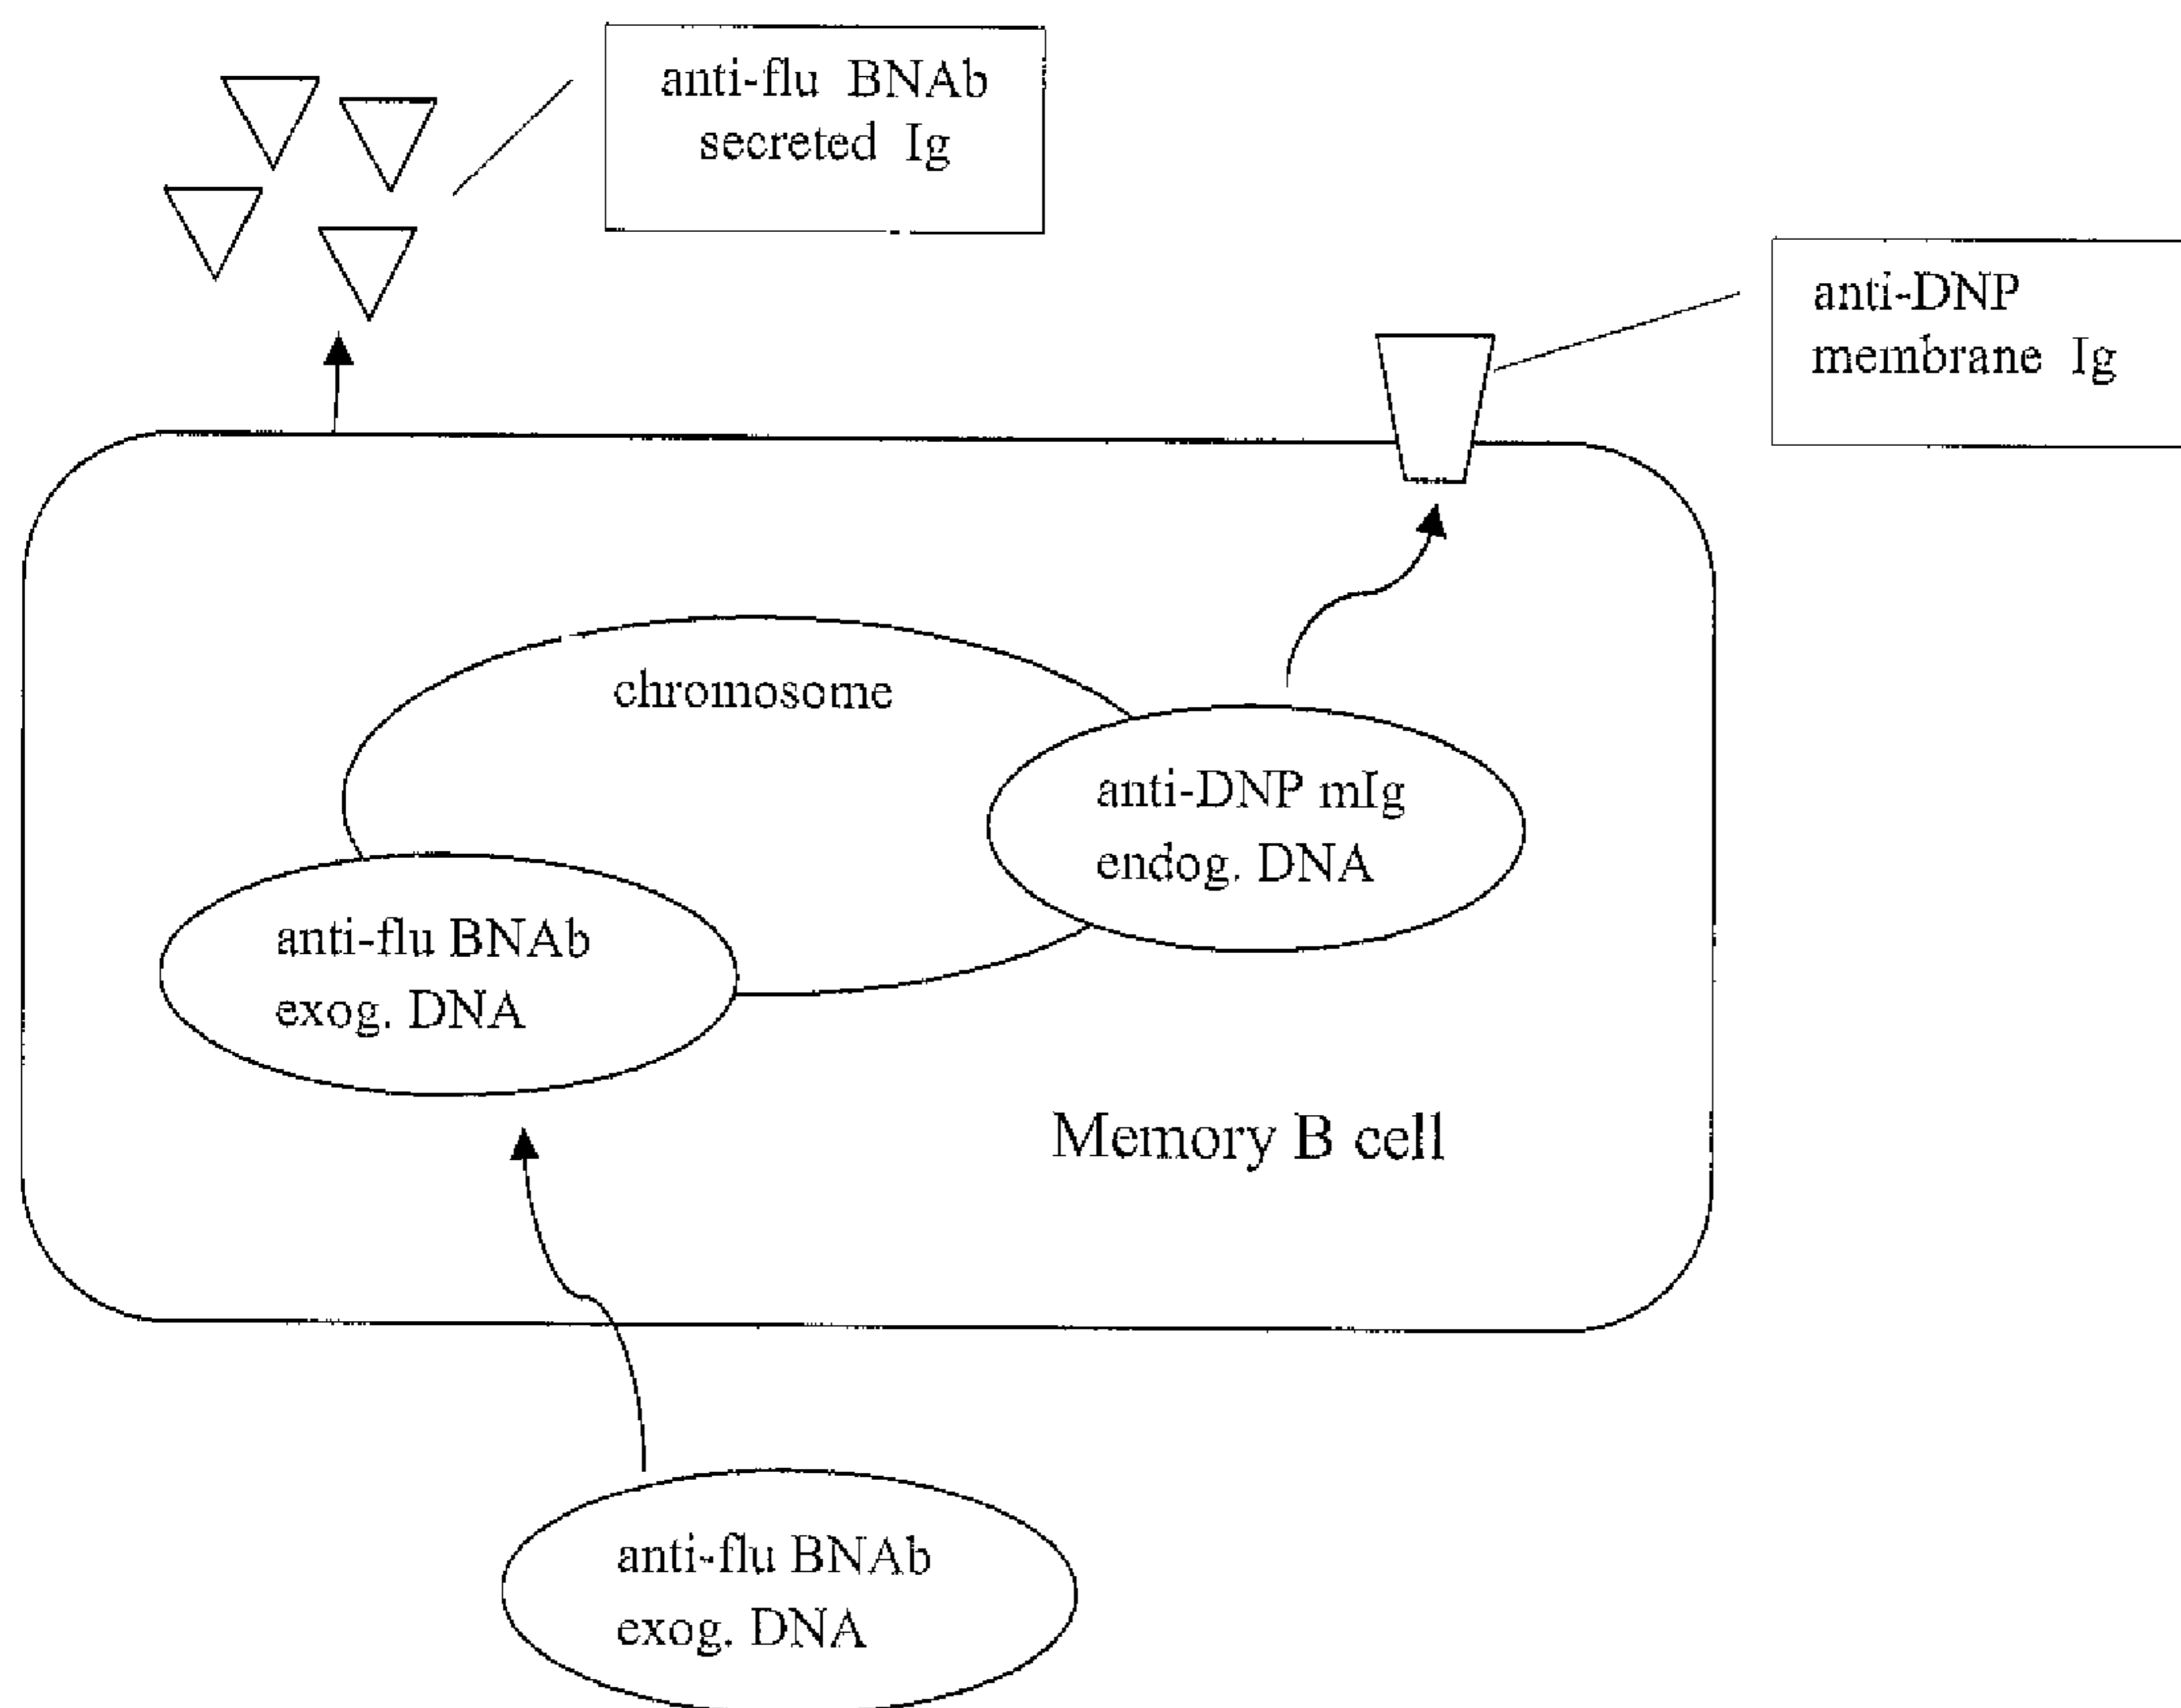 anti-flu BNAb
secreted Ig
anti-DNP
membrane Ig
chromosome
anti-DNP mIg
endog. DNA
anti-flu BNAb
exog. DNA
Memory B cell
anti-flu BNAb
exog. DNA